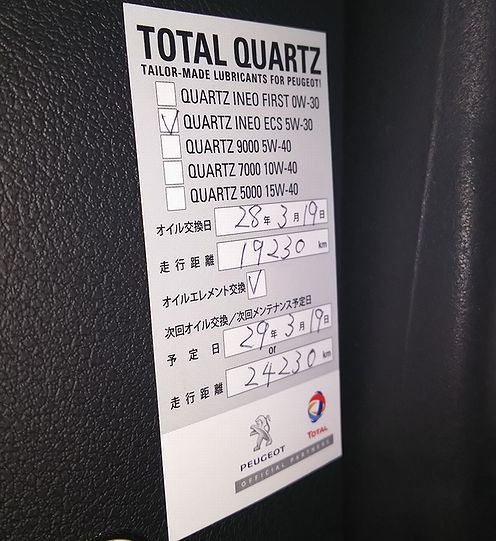 TOTAL QUARTZ
TAILOR-MADE LUBRICANTS FOR PEUGEOT!
QUARTZ INEO FIRST 0W-30
QUARTZ INEO ECS 5W-30
QUARTZ 9000 5W-40
QUARTZ 7000 10W-40
QUARTZ 5000 15W-40
オイル交換日 28年3月19日
走行距離 19230 km
オイルエレメント交換
次回オイル交換/次回メンテナンス予定日
予定日 29年3月19日
or
走行距離 24230 km
PEUGEOT TOTAL
OFFICIAL PARTNERS